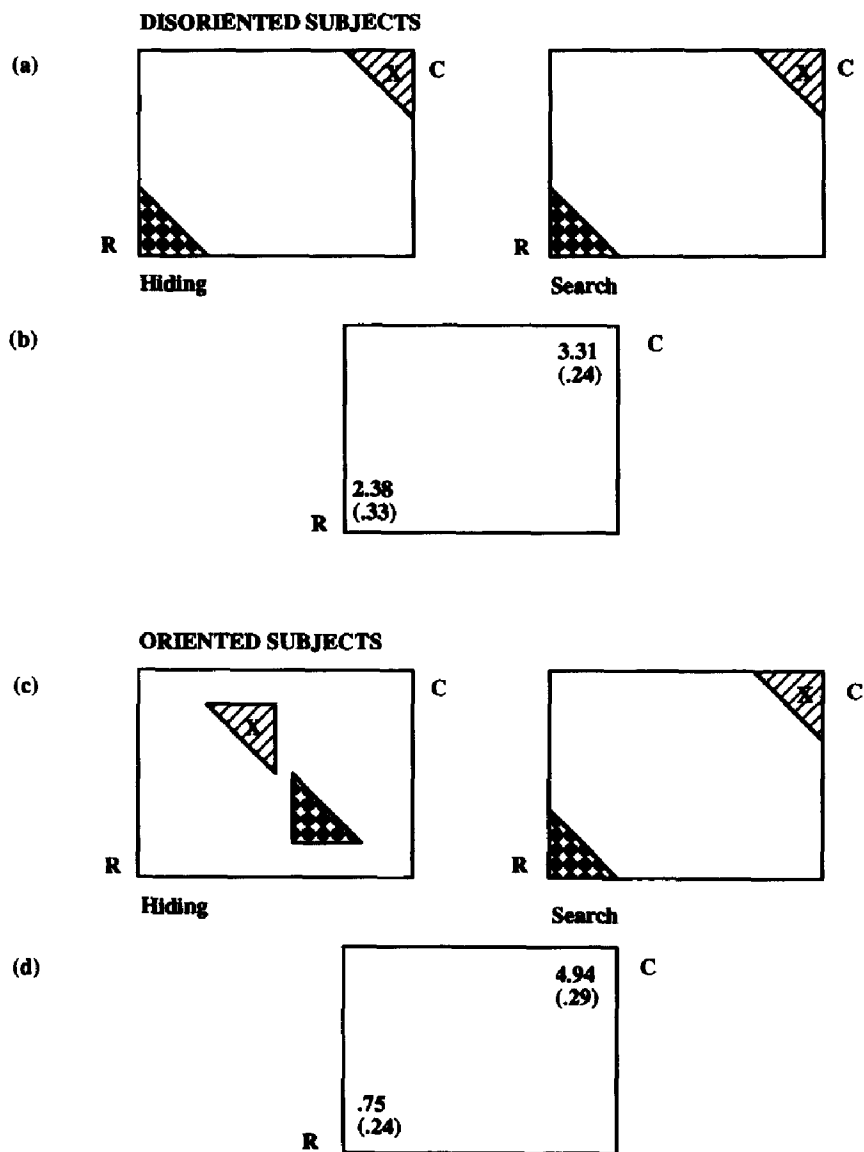 DISORIENTED SUBJECTS
(a)
X C X C
R R
Hiding Search
(b)
3.31 C
(.24)
2.38
(.33)
R
ORIENTED SUBJECTS
(c)
C X C
X
R R
Hiding Search
(d)
4.94 C
(.29)
.75
(.24)
R